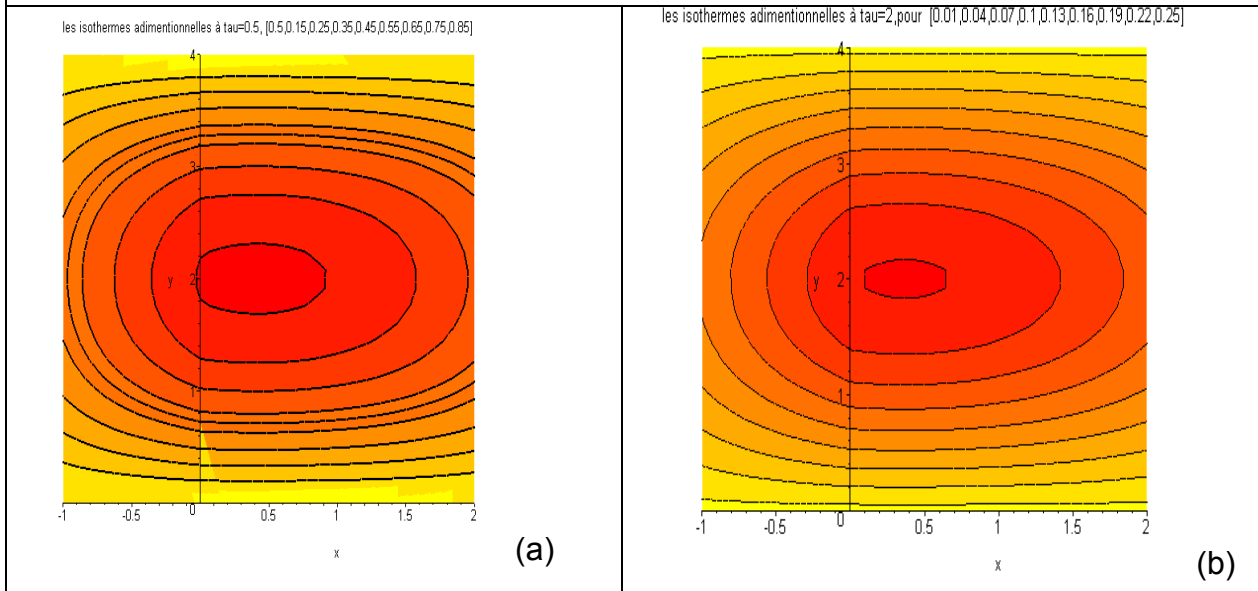 les isothermes adimentionnelles à tau=0.5, [0.5,0.15,0.25,0.35,0.45,0.55,0.65,0.75,0.85]
4
3
y 2
1
0
-1 -0.5 0.5 1 1.5 2
x
(a)
les isothermes adimentionnelles à tau=2,pour [0.01,0.04,0.07,0.1,0.13,0.16,0.19,0.22,0.25]
4
3
y 2
1
0
-1 -0.5 0.5 1 1.5 2
x
(b)